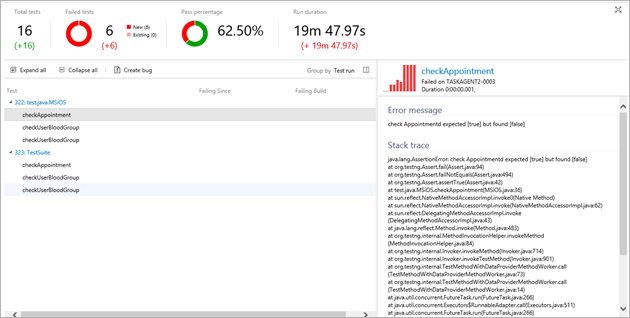 Total tests
16
(+16)
Failed tests
6
(+6)
New (6)
Existing (0)
Pass percentage
62.50%
Run duration
19m 47.97s
(+ 19m 47.97s)
Expand all
Collapse all
Create bug
Group by Test run
Test
Failing Since
Failing Build
322: test.java.MSiOS
checkAppointment
checkUserBloodGroup
checkUserBloodGroup
323: TestSuite
checkAppointment
checkUserBloodGroup
checkUserBloodGroup
checkAppointment
Failed on TASKAGENT2-0003
Duration 0:00:00.001,
Error message
check Appointmentd expected [true] but found [false]
Stack trace
java.lang.AssertionError: check Appointmentd expected [true] but found [false]
at org.testng.Assert.fail(Assert.java:94)
at org.testng.Assert.failNotEquals(Assert.java:494)
at org.testng.Assert.assertTrue(Assert.java:42)
at test.java.MSiOS.checkAppointment(MSiOS.java:36)
at sun.reflect.NativeMethodAccessorImpl.invoke0(Native Method)
at sun.reflect.NativeMethodAccessorImpl.invoke(NativeMethodAccessorImpl.java:62)
at sun.reflect.DelegatingMethodAccessorImpl.invoke
(DelegatingMethodAccessorImpl.java:43)
at java.lang.reflect.Method.invoke(Method.java:483)
at org.testng.internal.MethodInvocationHelper.invokeMethod
(MethodInvocationHelper.java:84)
at org.testng.internal.Invoker.invokeMethod(Invoker.java:714)
at org.testng.internal.Invoker.invokeTestMethod(Invoker.java:901)
at org.testng.internal.TestMethodWithDataProviderMethodWorker.call
(TestMethodWithDataProviderMethodWorker.java:73)
at org.testng.internal.TestMethodWithDataProviderMethodWorker.call
(TestMethodWithDataProviderMethodWorker.java:14)
at java.util.concurrent.FutureTask.run(FutureTask.java:266)
at java.util.concurrent.Executors$RunnableAdapter.call(Executors.java:511)
at java.util.concurrent.FutureTask.run(FutureTask.java:266)